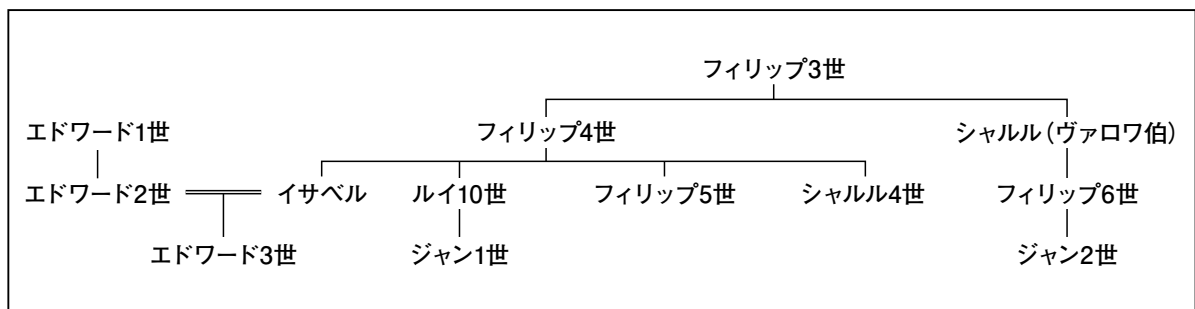 フィリップ3世
エドワード1世 フィリップ4世 シャルル(ヴァロワ伯)
エドワード2世 イサベル ルイ10世 フィリップ5世 シャルル4世 フィリップ6世
エドワード3世 ジャン1世 ジャン2世